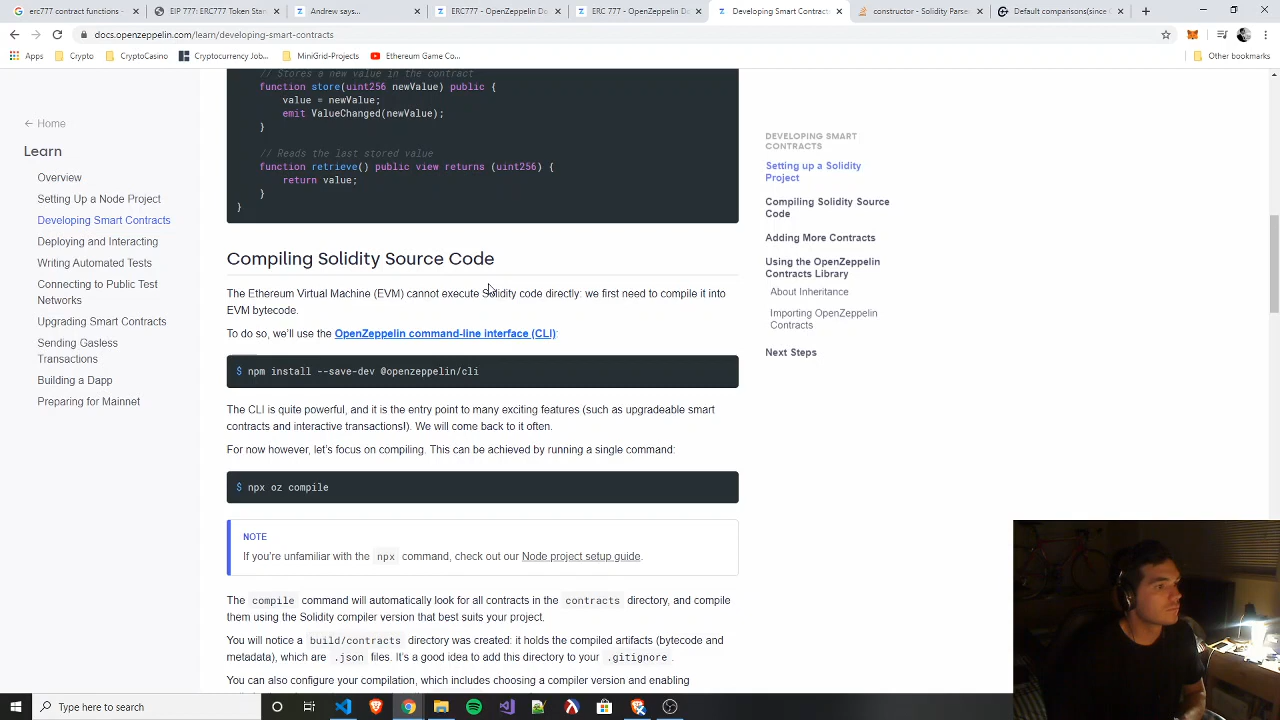 erc777 contract functions -
EIP 777: ERC777 Token Stan
Andrew says...
ERC777 - OpenZeppelin Do
ERC 777 - OpenZeppelin Do
Developing Smart Contract
constructor - Solidity Parse
Default comparisons(since C
docs.openzeppelin.com/learn/developing-smart-contracts
Apps
Crypto
CryptoCasino
Cryptocurrency Job...
MiniGrid-Projects
Ethereum Game Co...
Other bookmarks
← Home
Learn
Overview
Setting Up a Node Project
Developing Smart Contracts
Deploying and Interacting
Writing Automated Tests
Connecting to Public Test
Networks
Upgrading Smart Contracts
Sending Gasless
Transactions
Building a Dapp
Preparing for Mainnet
// Stores a new value in the contract
function store(uint256 newValue) public {
value = newValue;
emit ValueChanged(newValue);
}
// Reads the last stored value
function retrieve() public view returns (uint256) {
return value;
}
}
Compiling Solidity Source Code
The Ethereum Virtual Machine (EVM) cannot execute Solidity code directly: we first need to compile it into
EVM bytecode.
To do so, we'll use the OpenZeppelin command-line interface (CLI):
$ npm install --save-dev @openzeppelin/cli
The CLI is quite powerful, and it is the entry point to many exciting features (such as upgradeable smart
contracts and interactive transactions!). We will come back to it often.
For now however, let's focus on compiling. This can be achieved by running a single command:
$ npx oz compile
NOTE
If you're unfamiliar with the npx command, check out our Node project setup guide.
The compile command will automatically look for all contracts in the contracts directory, and compile
them using the Solidity compiler version that best suits your project.
You will notice a build/contracts directory was created: it holds the compiled artifacts (bytecode and
metadata), which are .json files. It's a good idea to add this directory to your .gitignore.
You can also configure your compilation, which includes choosing a compiler version and enabling
DEVELOPING SMART
CONTRACTS
Setting up a Solidity
Project
Compiling Solidity Source
Code
Adding More Contracts
Using the OpenZeppelin
Contracts Library
About Inheritance
Importing OpenZeppelin
Contracts
Next Steps
Type here to search